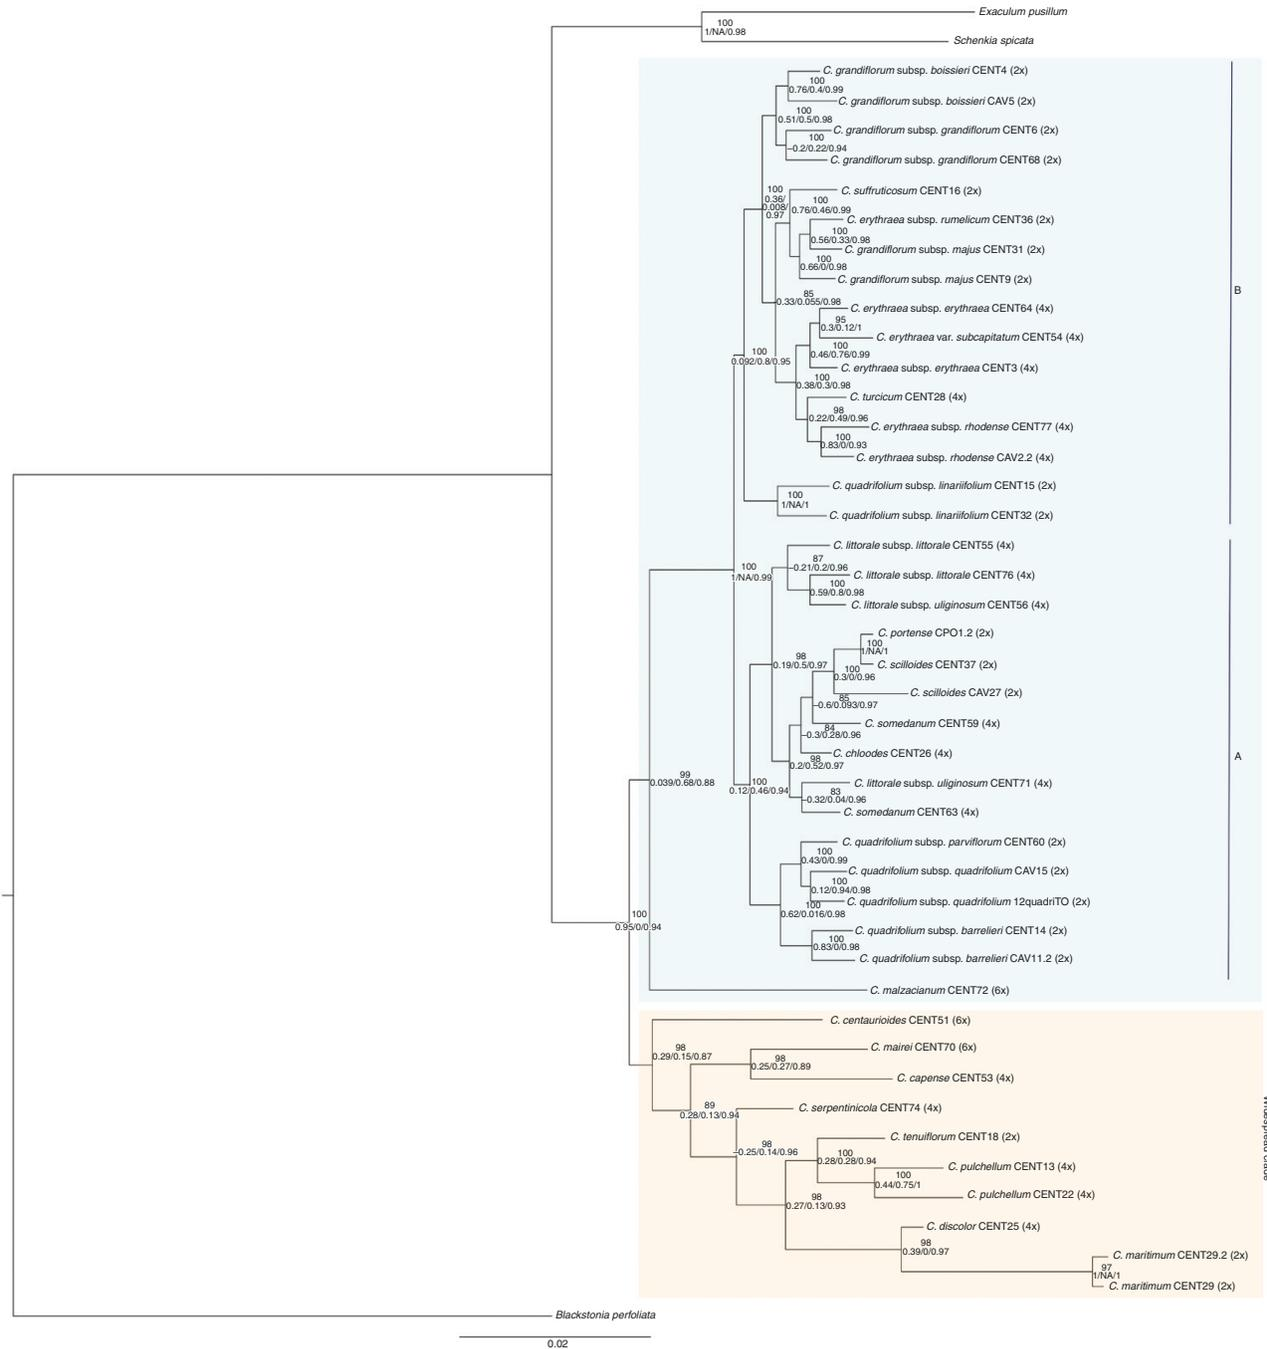 Exaculum pusillum
100
1/NA/0.98
Schenkia spicata
C. grandiflorum subsp. boissieri CENT4 (2x)
100
0.76/0.4/0.99
C. grandiflorum subsp. boissieri CAV5 (2x)
100
0.51/0.5/0.98
C. grandiflorum subsp. grandiflorum CENT6 (2x)
100
–0.2/0.22/0.94
C. grandiflorum subsp. grandiflorum CENT68 (2x)
100
0.36/
0.008/
0.97
C. suffruticosum CENT16 (2x)
100
0.76/0.46/0.99
C. erythraea subsp. rumelicum CENT36 (2x)
100
0.56/0.33/0.98
C. grandiflorum subsp. majus CENT31 (2x)
100
0.66/0/0.98
C. grandiflorum subsp. majus CENT9 (2x)
B
85
0.33/0.055/0.98
C. erythraea subsp. erythraea CENT64 (4x)
95
0.3/0.12/1
C. erythraea var. subcapitatum CENT54 (4x)
100
0.46/0.76/0.99
100
0.092/0.8/0.95
C. erythraea subsp. erythraea CENT3 (4x)
100
0.38/0.3/0.98
C. turcicum CENT28 (4x)
98
0.22/0.49/0.96
C. erythraea subsp. rhodense CENT77 (4x)
100
0.83/0/0.93
C. erythraea subsp. rhodense CAV2.2 (4x)
C. quadrifolium subsp. linariifolium CENT15 (2x)
100
1/NA/1
C. quadrifolium subsp. linariifolium CENT32 (2x)
C. littorale subsp. littorale CENT55 (4x)
87
–0.21/0.2/0.96
100
1/NA/0.99
C. littorale subsp. littorale CENT76 (4x)
100
0.59/0.8/0.98
C. littorale subsp. uliginosum CENT56 (4x)
C. portense CPO1.2 (2x)
100
1/NA/1
98
0.19/0.5/0.97
C. scilloides CENT37 (2x)
100
0.3/0/0.96
C. scilloides CAV27 (2x)
85
–0.6/0.093/0.97
C. somedanum CENT59 (4x)
84
–0.3/0.28/0.96
C. chloodes CENT26 (4x)
A
98
0.2/0.52/0.97
99
0.039/0.68/0.88
100
0.12/0.46/0.94
C. littorale subsp. uliginosum CENT71 (4x)
83
–0.32/0.04/0.96
C. somedanum CENT63 (4x)
C. quadrifolium subsp. parviflorum CENT60 (2x)
100
0.43/0/0.99
C. quadrifolium subsp. quadrifolium CAV15 (2x)
100
0.12/0.94/0.98
C. quadrifolium subsp. quadrifolium 12quadriTO (2x)
100
0.62/0.016/0.98
100
0.95/0/0.94
C. quadrifolium subsp. barrelieri CENT14 (2x)
100
0.83/0/0.98
C. quadrifolium subsp. barrelieri CAV11.2 (2x)
C. malzacianum CENT72 (6x)
C. centaurioides CENT51 (6x)
98
0.29/0.15/0.87
C. mairei CENT70 (6x)
98
0.25/0.27/0.89
C. capense CENT53 (4x)
89
0.28/0.13/0.94
C. serpentinicola CENT74 (4x)
C. tenuiflorum CENT18 (2x)
98
–0.25/0.14/0.96
100
0.28/0.28/0.94
C. pulchellum CENT13 (4x)
100
0.44/0.75/1
C. pulchellum CENT22 (4x)
98
0.27/0.13/0.93
C. discolor CENT25 (4x)
98
0.39/0/0.97
C. maritimum CENT29.2 (2x)
97
1/NA/1
C. maritimum CENT29 (2x)
Blackstonia perfoliata
0.02